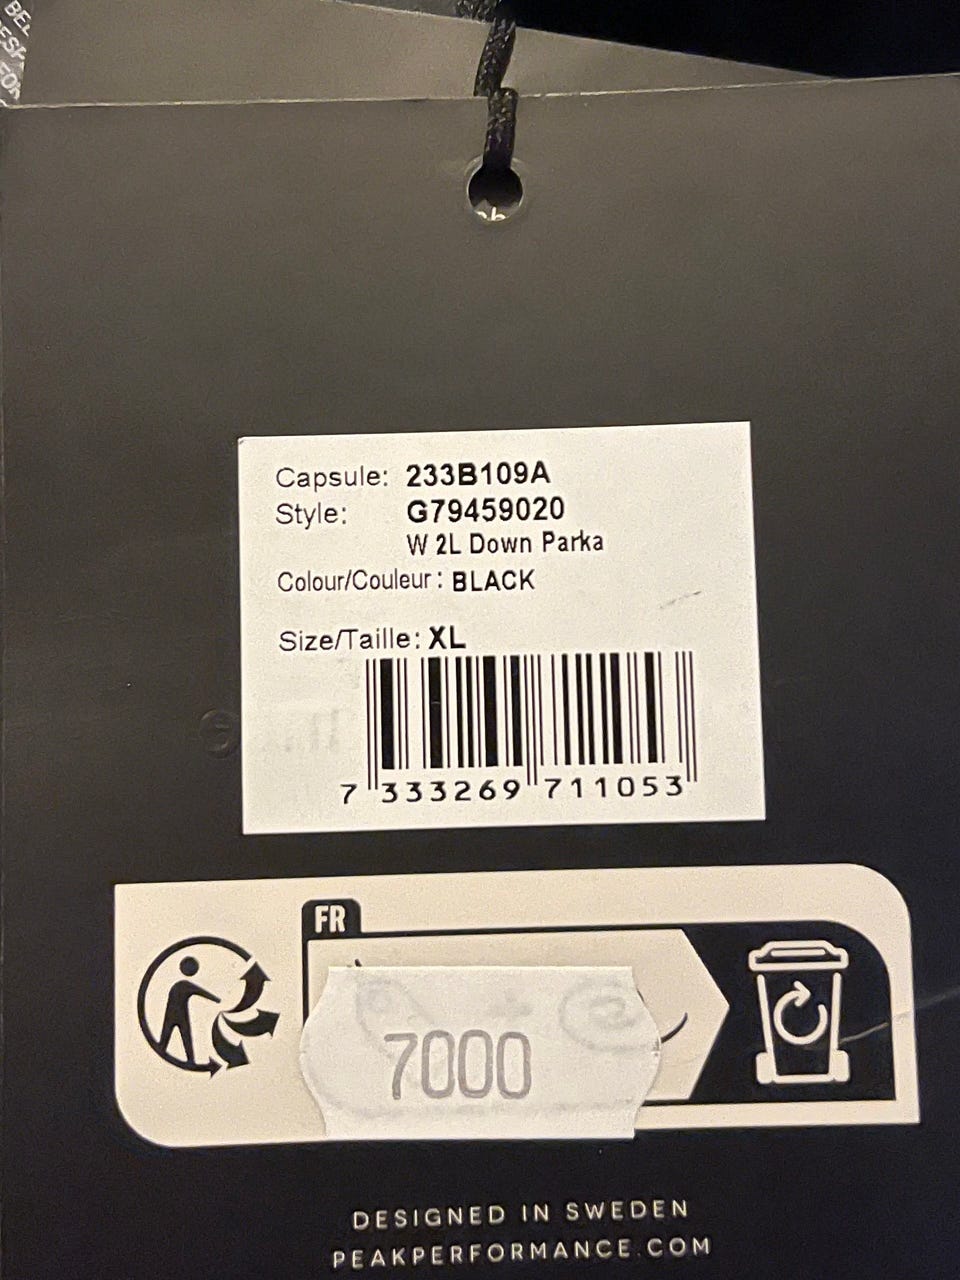 Capsule: 233B109A
Style: G79459020
W 2L Down Parka
Colour/Couleur: BLACK
Size/Taille: XL
7 333269 711053
FR
7000
DESIGNED IN SWEDEN
PEAKPERFORMANCE.COM